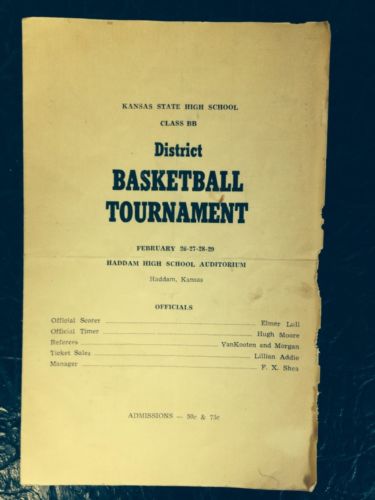 KANSAS STATE HIGH SCHOOL
CLASS BB
District
BASKETBALL
TOURNAMENT
FEBRUARY 26-27-28-29
HADDAM HIGH SCHOOL AUDITORIUM
Haddam, Kansas
OFFICIALS
Official Scorer Elmer Lull
Official Timer Hugh Moore
Referees VanKooten and Morgan
Ticket Sales Lillian Addie
Manager F. X. Shea
ADMISSIONS — 50c & 75c